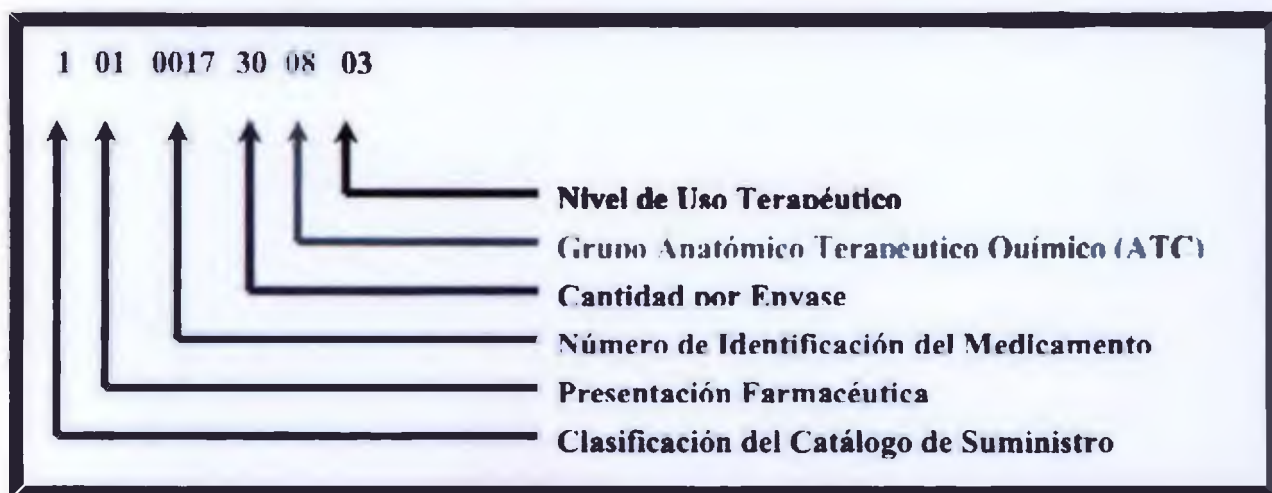 1 01 0017 30 08 03
Nivel de Uso Terapéutico
Grupo Anatómico Terapeutico Químico (ATC)
Cantidad por Envase
Número de Identificación del Medicamento
Presentación Farmacéutica
Clasificación del Catálogo de Suministro